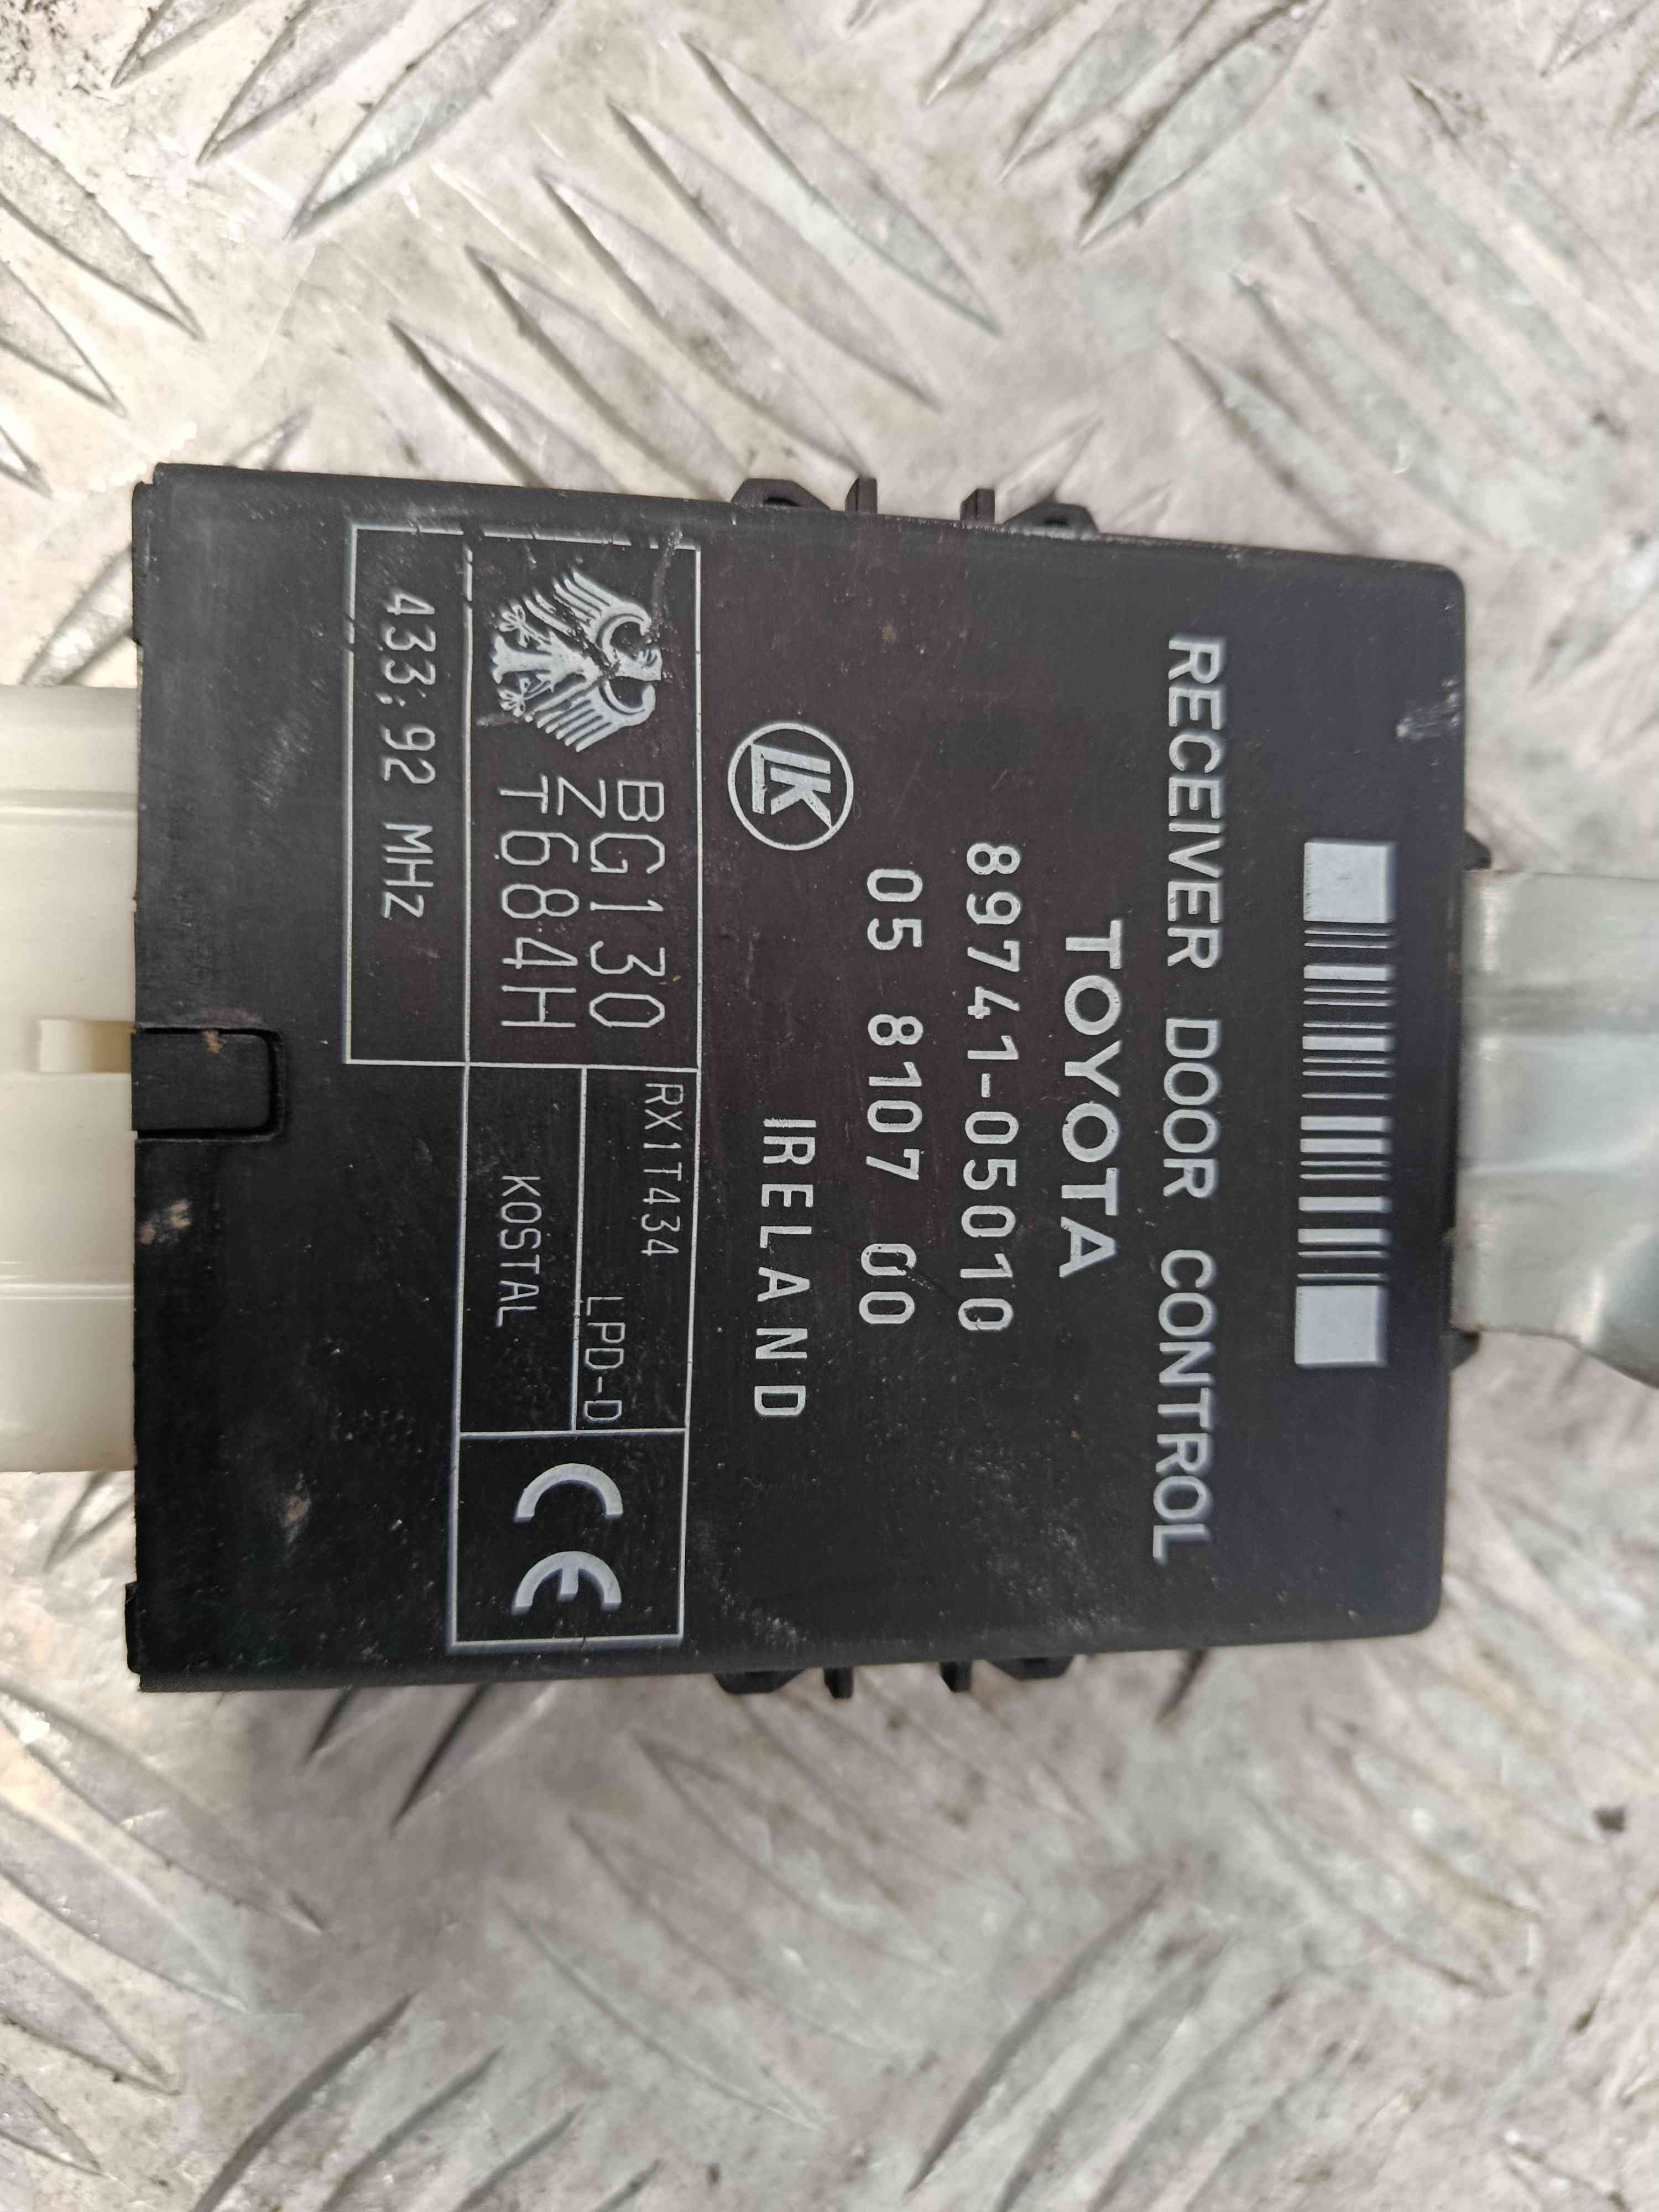 RECEIVER DOOR CONTROL
TOYOTA
89741-05010
05 8107 00
LK
IRELAND
BG130
Z
T684H
RX1T434
LPD-D
KOSTAL
CE
433,92 MHz